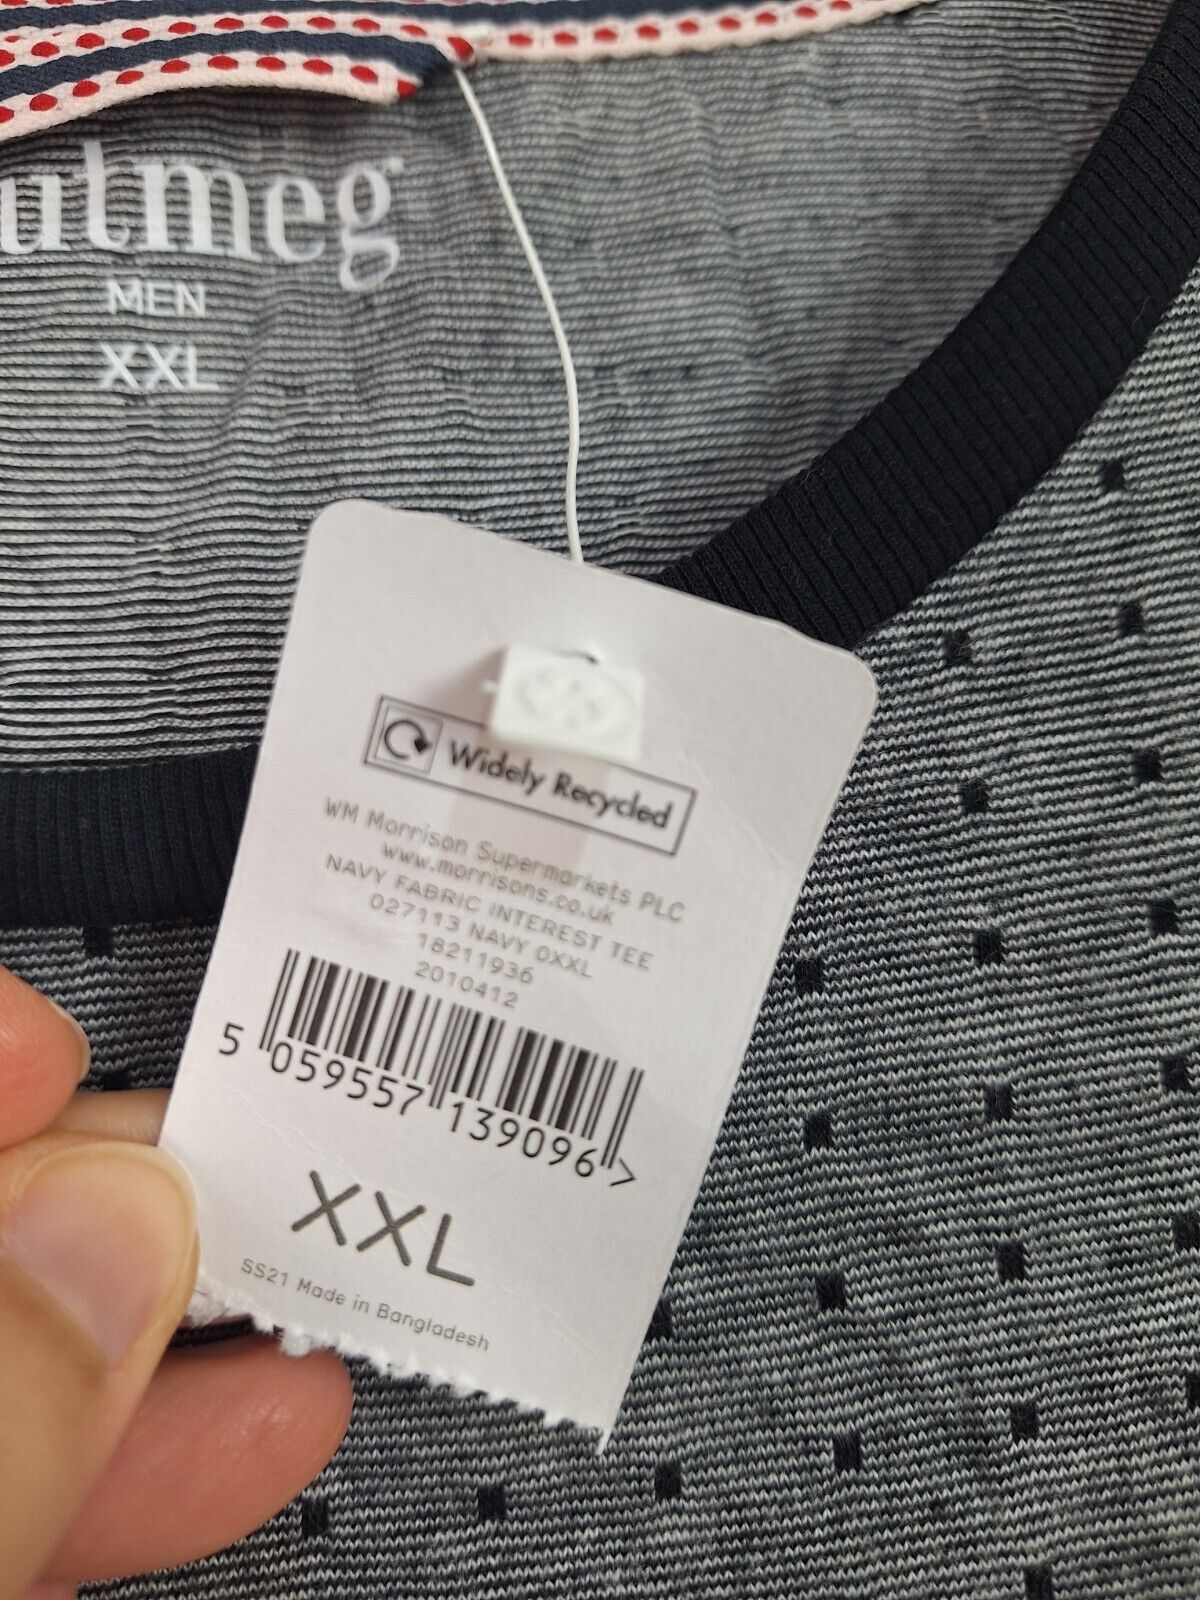 utmeg
MEN
XXL
Widely Recycled
WM Morrison Supermarkets PLC
www.morrisons.co.uk
NAVY FABRIC INTEREST TEE
027113 NAVY 0XXL
18211936
2010412
5 059557 139096 >
XXL
SS21 Made in Bangladesh